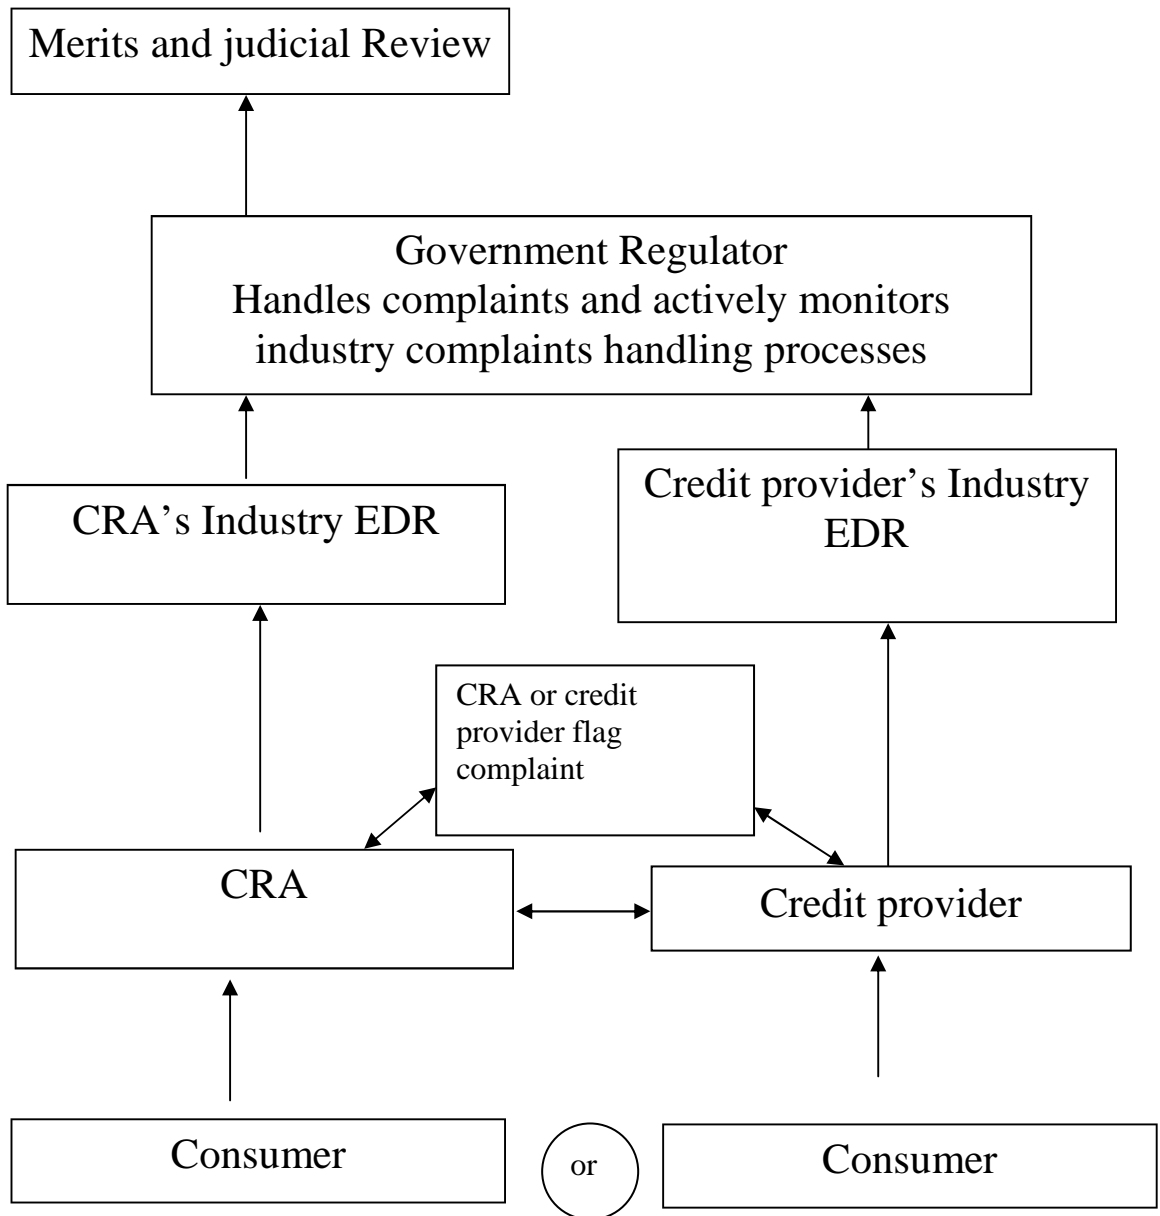 Merits and judicial Review
Government Regulator
Handles complaints and actively monitors
industry complaints handling processes
CRA’s Industry EDR
Credit provider’s Industry
EDR
CRA or credit
provider flag
complaint
CRA
Credit provider
Consumer
or
Consumer